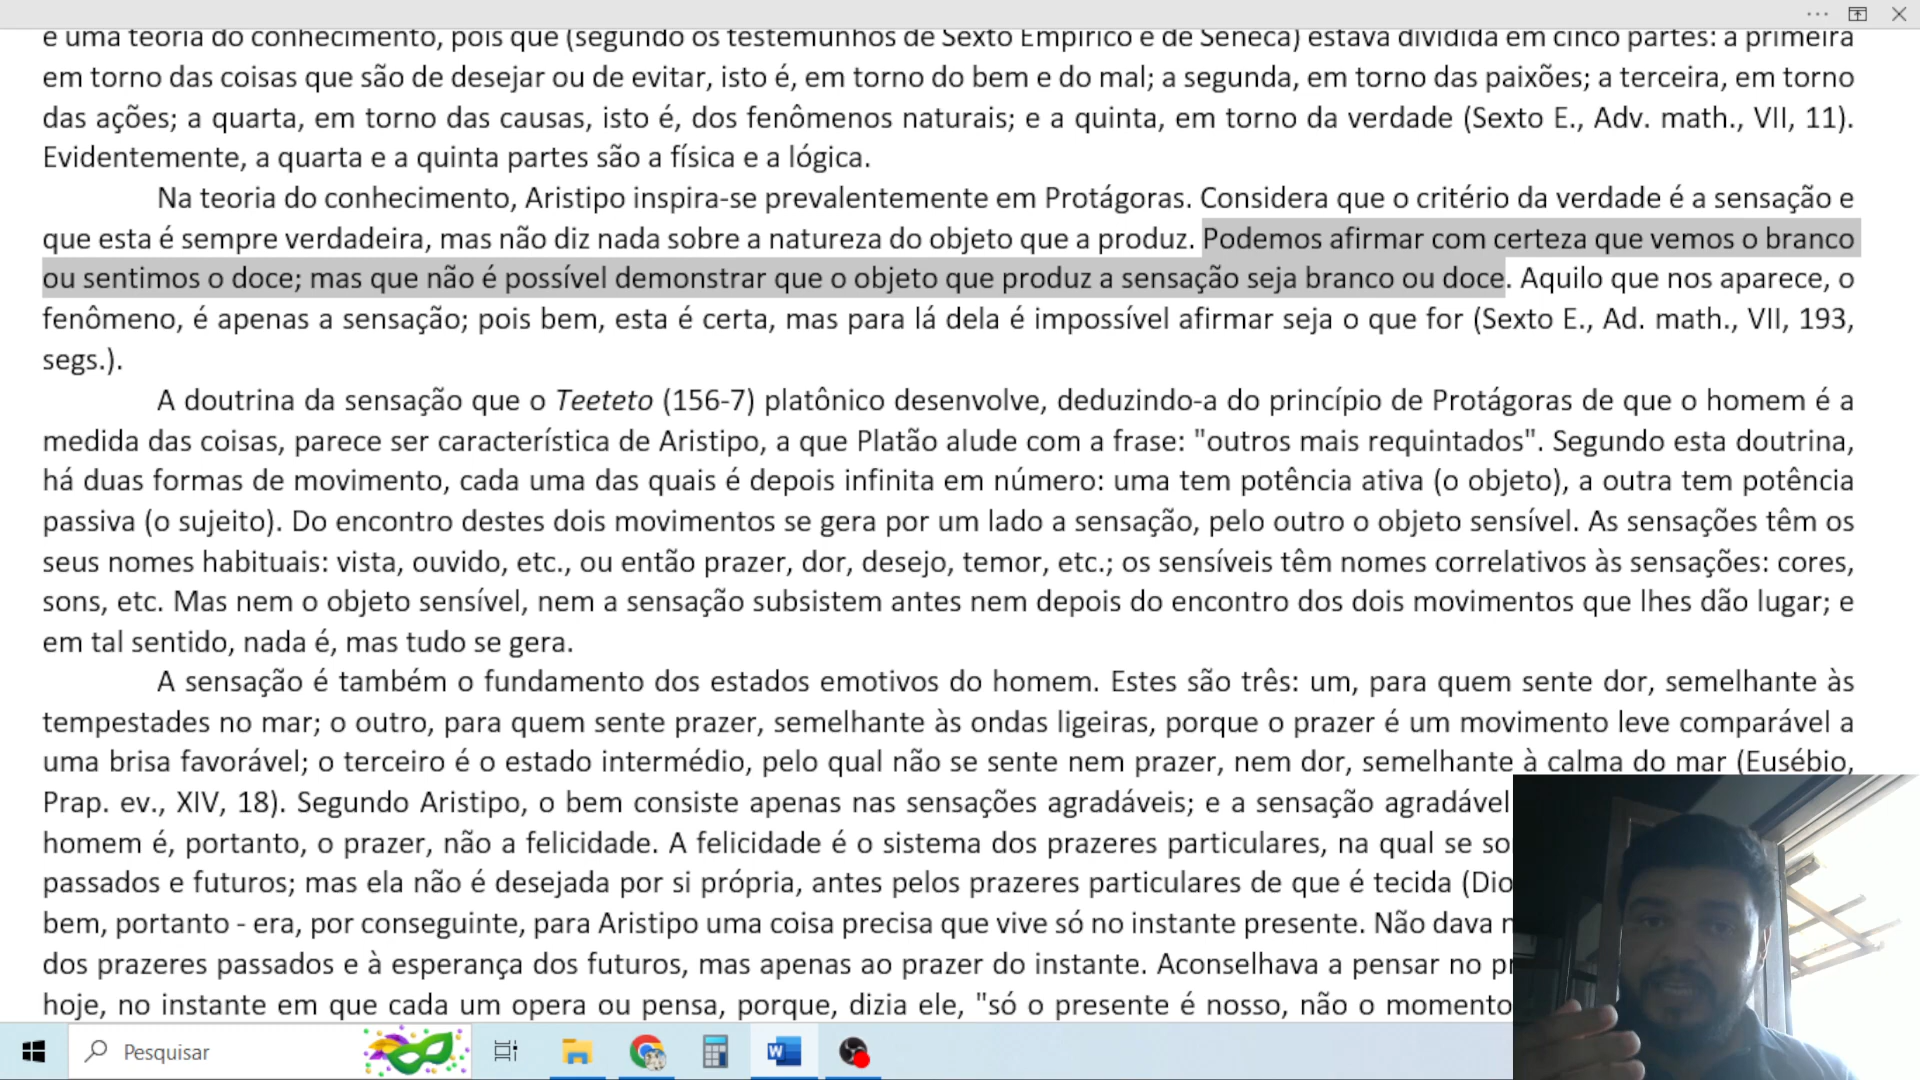 e uma teoria do conhecimento, pois que (segundo os testemunhos de Sexto Empírico e de Séneca) estava dividida em cinco partes: a primeira
em torno das coisas que são de desejar ou de evitar, isto é, em torno do bem e do mal; a segunda, em torno das paixões; a terceira, em torno
das ações; a quarta, em torno das causas, isto é, dos fenômenos naturais; e a quinta, em torno da verdade (Sexto E., Adv. math., VII, 11).
Evidentemente, a quarta e a quinta partes são a física e a lógica.
Na teoria do conhecimento, Aristipo inspira-se prevalentemente em Protágoras. Considera que o critério da verdade é a sensação e
que esta é sempre verdadeira, mas não diz nada sobre a natureza do objeto que a produz. Podemos afirmar com certeza que vemos o branco
ou sentimos o doce; mas que não é possível demonstrar que o objeto que produz a sensação seja branco ou doce. Aquilo que nos aparece, o
fenômeno, é apenas a sensação; pois bem, esta é certa, mas para lá dela é impossível afirmar seja o que for (Sexto E., Ad. math., VII, 193,
segs.).
A doutrina da sensação que o Teeteto (156-7) platônico desenvolve, deduzindo-a do princípio de Protágoras de que o homem é a
medida das coisas, parece ser característica de Aristipo, a que Platão alude com a frase: "outros mais requintados". Segundo esta doutrina,
há duas formas de movimento, cada uma das quais é depois infinita em número: uma tem potência ativa (o objeto), a outra tem potência
passiva (o sujeito). Do encontro destes dois movimentos se gera por um lado a sensação, pelo outro o objeto sensível. As sensações têm os
seus nomes habituais: vista, ouvido, etc., ou então prazer, dor, desejo, temor, etc.; os sensíveis têm nomes correlativos às sensações: cores,
sons, etc. Mas nem o objeto sensível, nem a sensação subsistem antes nem depois do encontro dos dois movimentos que lhes dão lugar; e
em tal sentido, nada é, mas tudo se gera.
A sensação é também o fundamento dos estados emotivos do homem. Estes são três: um, para quem sente dor, semelhante às
tempestades no mar; o outro, para quem sente prazer, semelhante às ondas ligeiras, porque o prazer é um movimento leve comparável a
uma brisa favorável; o terceiro é o estado intermédio, pelo qual não se sente nem prazer, nem dor, semelhante à calma do mar (Eusébio,
Prap. ev., XIV, 18). Segundo Aristipo, o bem consiste apenas nas sensações agradáveis; e a sensação agradável
homem é, portanto, o prazer, não a felicidade. A felicidade é o sistema dos prazeres particulares, na qual se so
passados e futuros; mas ela não é desejada por si própria, antes pelos prazeres particulares de que é tecida (Dio
bem, portanto - era, por conseguinte, para Aristipo uma coisa precisa que vive só no instante presente. Não dava
dos prazeres passados e à esperança dos futuros, mas apenas ao prazer do instante. Aconselhava a pensar no pr
hoje, no instante em que cada um opera ou pensa, porque, dizia ele, "só o presente é nosso, não o momento
Pesquisar